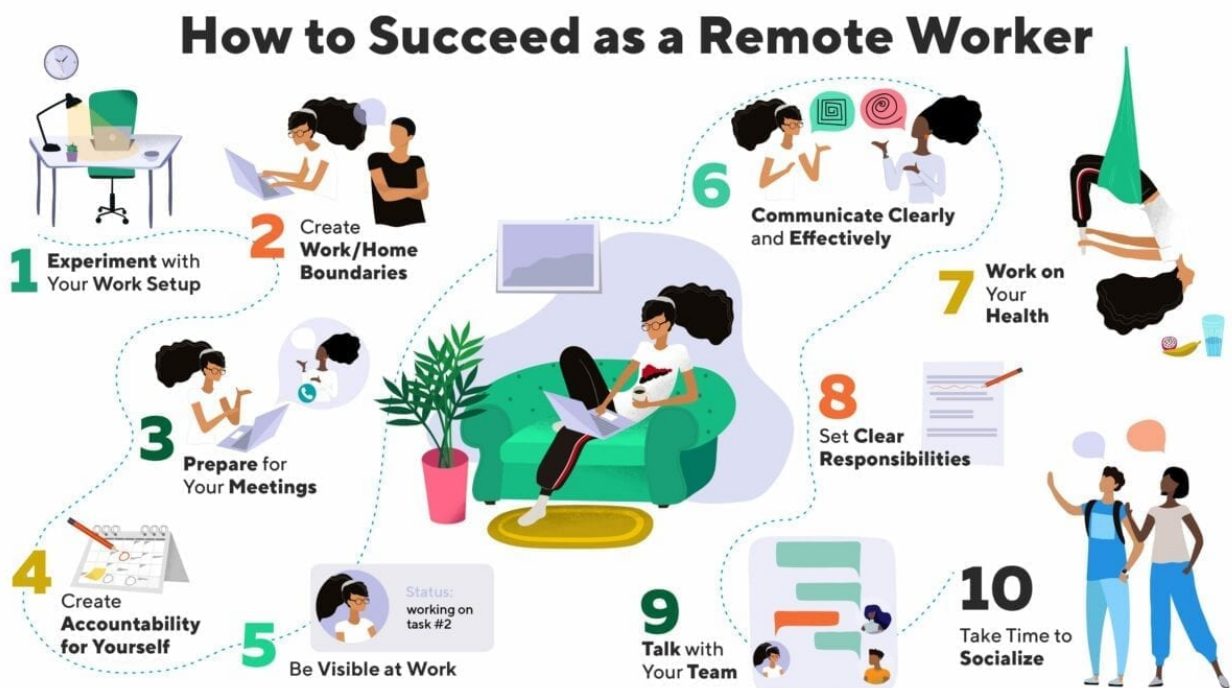 How to Succeed as a Remote Worker
1
Experiment with
Your Work Setup
2
Create
Work/Home
Boundaries
3
Prepare for
Your Meetings
4
Create
Accountability
for Yourself
5
Status:
working on
task #2
Be Visible at Work
6
Communicate Clearly
and Effectively
7
Work on
Your
Health
8
Set Clear
Responsibilities
9
Talk with
Your Team
10
Take Time to
Socialize